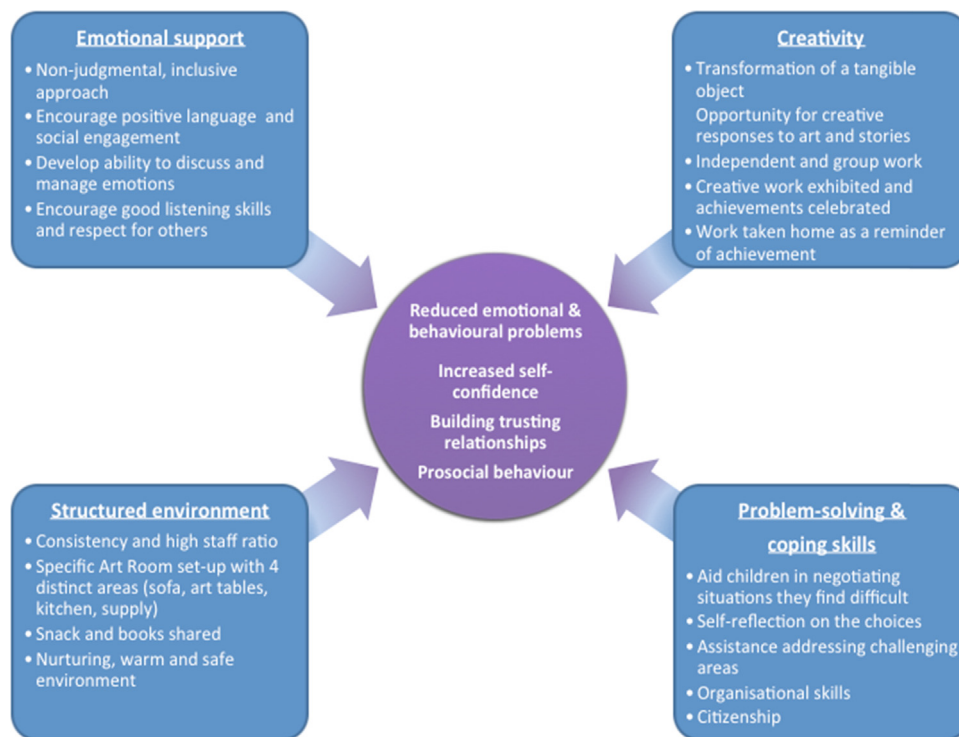 Emotional support
• Non-judgmental, inclusive
approach
• Encourage positive language and
social engagement
• Develop ability to discuss and
manage emotions
• Encourage good listening skills
and respect for others
Creativity
• Transformation of a tangible
object
Opportunity for creative
responses to art and stories
• Independent and group work
• Creative work exhibited and
achievements celebrated
• Work taken home as a reminder
of achievement
Reduced emotional &
behavioural problems
Increased self-
confidence
Building trusting
relationships
Prosocial behaviour
Structured environment
• Consistency and high staff ratio
• Specific Art Room set-up with 4
distinct areas (sofa, art tables,
kitchen, supply)
• Snack and books shared
• Nurturing, warm and safe
environment
Problem-solving &
coping skills
• Aid children in negotiating
situations they find difficult
• Self-reflection on the choices
• Assistance addressing challenging
areas
• Organisational skills
• Citizenship